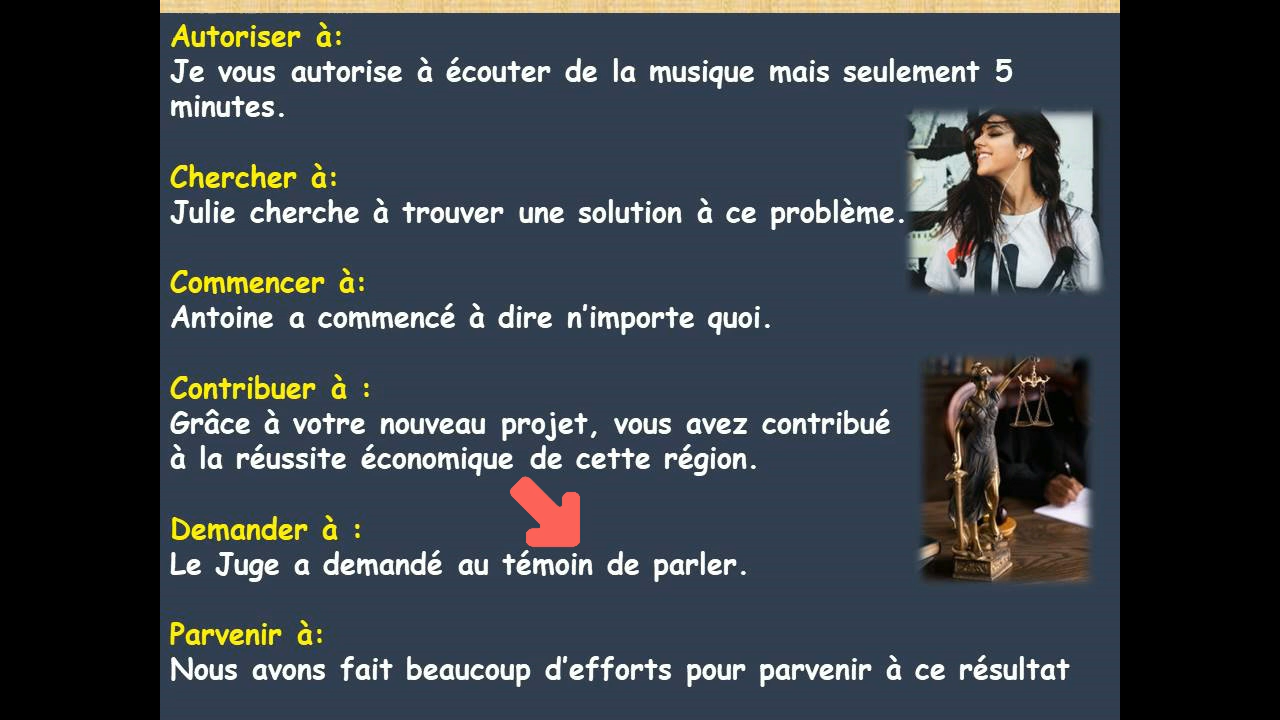 Autoriser à:
Je vous autorise à écouter de la musique mais seulement 5
minutes.
Chercher à:
Julie cherche à trouver une solution à ce problème.
Commencer à:
Antoine a commencé à dire n'importe quoi.
Contribuer à :
Grâce à votre nouveau projet, vous avez contribué
à la réussite économique de cette région.
Demander à :
Le Juge a demandé au témoin de parler.
Parvenir à:
Nous avons fait beaucoup d'efforts pour parvenir à ce résultat